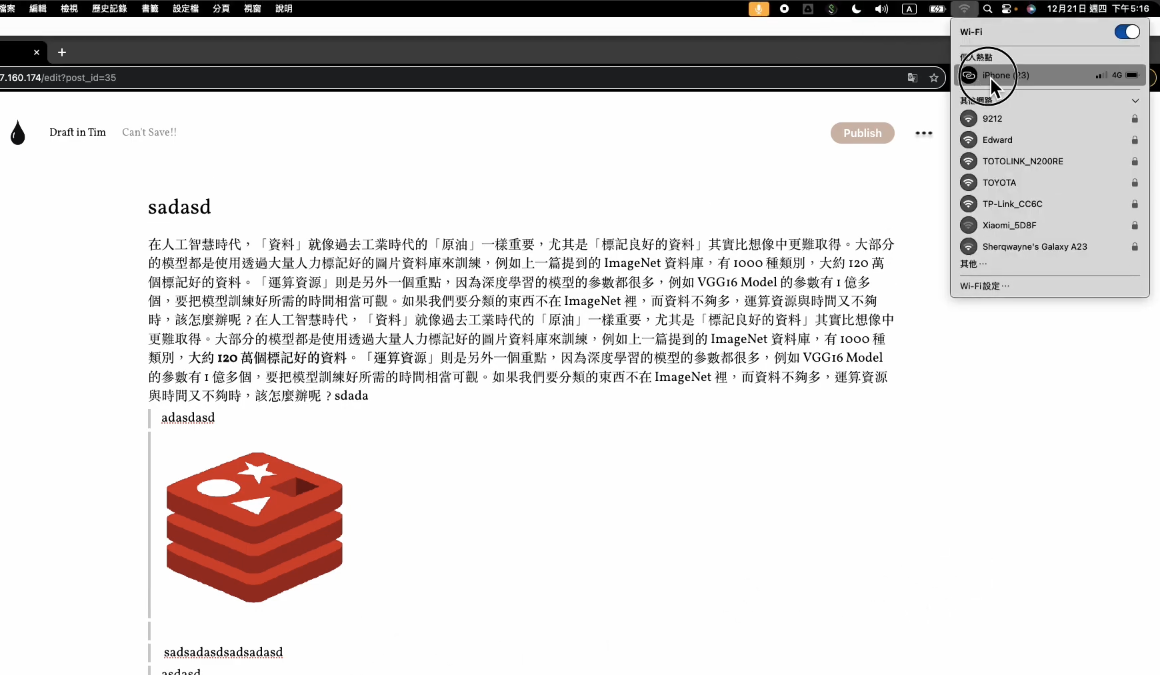 檔案 編輯 檢視 歷史記錄 書籤 設定檔 分頁 視窗 說明
A
12月21日 週四 下午5:16
7.160.174/edit?post_id=35
Wi-Fi
個人熱點
iPhone (23)
4G
其他網路
9212
Edward
TOTOLINK_N200RE
TOYOTA
TP-Link_CC6C
Xiaomi_5D8F
Sherqwayne's Galaxy A23
其他⋯
Wi-Fi設定⋯
Draft in Tim Can't Save!!
Publish
sadasd
在人工智慧時代，「資料」就像過去工業時代的「原油」一樣重要，尤其是「標記良好的資料」其實比想像中更難取得。大部分
的模型都是使用透過大量人力標記好的圖片資料庫來訓練，例如上一篇提到的 ImageNet 資料庫，有 1000 種類別，大約 120 萬
個標記好的資料。「運算資源」則是另外一個重點，因為深度學習的模型的參數都很多，例如 VGG16 Model 的參數有 1 億多
個，要把模型訓練好所需的時間相當可觀。如果我們要分類的東西不在 ImageNet 裡，而資料不夠多，運算資源與時間又不夠
時，該怎麼辦呢？在人工智慧時代，「資料」就像過去工業時代的「原油」一樣重要，尤其是「標記良好的資料」其實比想像中
更難取得。大部分的模型都是使用透過大量人力標記好的圖片資料庫來訓練，例如上一篇提到的 ImageNet 資料庫，有 1000 種
類別，大約 120 萬個標記好的資料。「運算資源」則是另外一個重點，因為深度學習的模型的參數都很多，例如 VGG16 Model
的參數有 1 億多個，要把模型訓練好所需的時間相當可觀。如果我們要分類的東西不在 ImageNet 裡，而資料不夠多，運算資源
與時間又不夠時，該怎麼辦呢？sdada
adasdasd
sadsadasdsadsadasd
asdasd